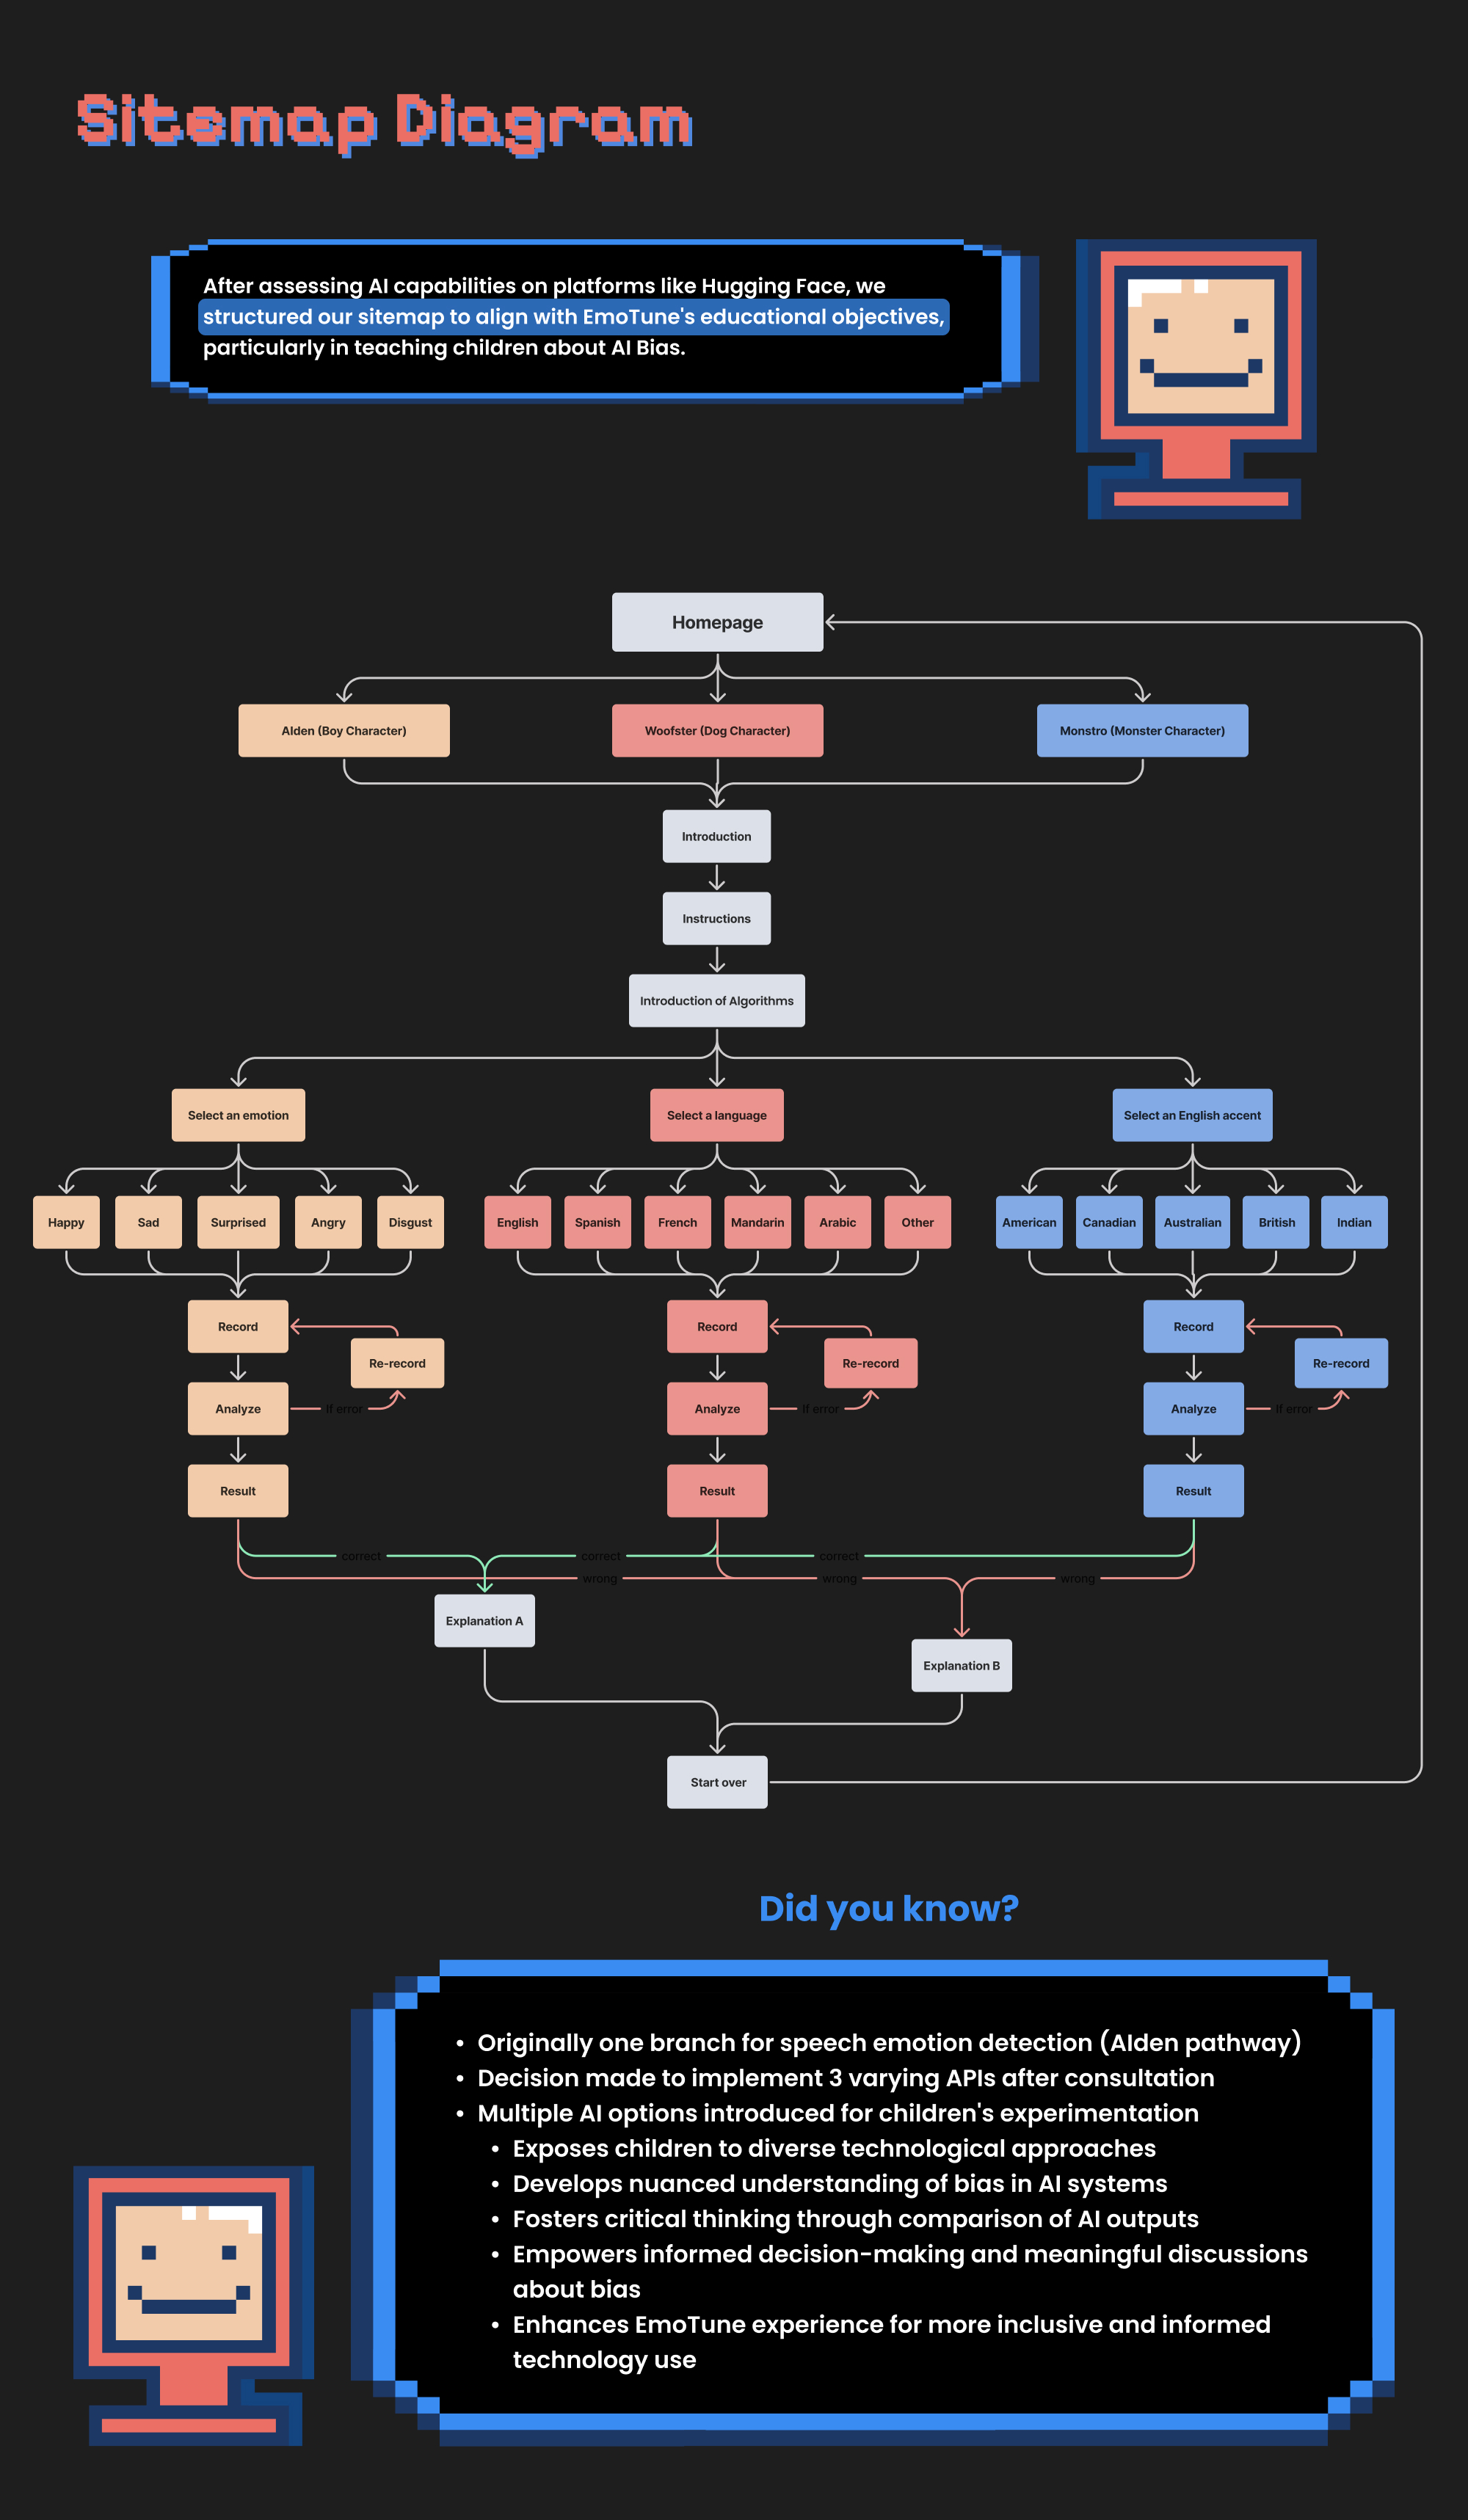 Sitemap Diagram
After assessing AI capabilities on platforms like Hugging Face, we
structured our sitemap to align with EmoTune's educational objectives,
particularly in teaching children about AI Bias.
Homepage
AIden (Boy Character)
Woofster (Dog Character)
Monstro (Monster Character)
Introduction
Instructions
Introduction of Algorithms
Select an emotion
Select a language
Select an English accent
Happy
Sad
Surprised
Angry
Disgust
English
Spanish
French
Mandarin
Arabic
Other
American
Canadian
Australian
British
Indian
Record
Record
Record
Re-record
Re-record
Re-record
Analyze
If error
Analyze
If error
Analyze
If error
Result
Result
Result
correct
correct
correct
wrong
wrong
wrong
Explanation A
Explanation B
Start over
Did you know?
• Originally one branch for speech emotion detection (AIden pathway)
• Decision made to implement 3 varying APIs after consultation
• Multiple AI options introduced for children's experimentation
• Exposes children to diverse technological approaches
• Develops nuanced understanding of bias in AI systems
• Fosters critical thinking through comparison of AI outputs
• Empowers informed decision-making and meaningful discussions
about bias
• Enhances EmoTune experience for more inclusive and informed
technology use